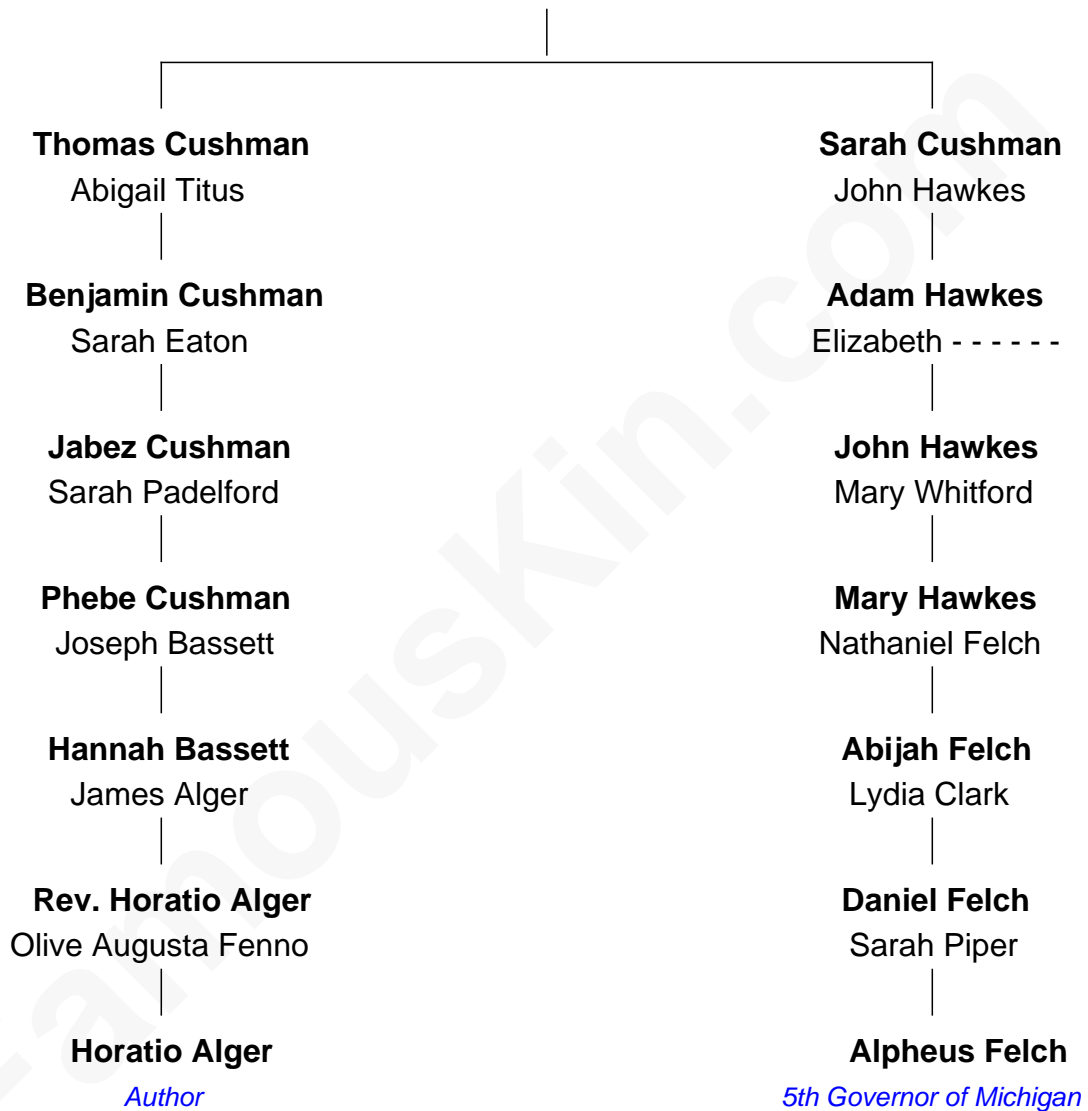 Thomas Cushman
Abigail Titus
Benjamin Cushman
Sarah Eaton
Jabez Cushman
Sarah Padelford
Phebe Cushman
Joseph Bassett
Hannah Bassett
James Alger
Rev. Horatio Alger
Olive Augusta Fenno
Horatio Alger
Author
Sarah Cushman
John Hawkes
Adam Hawkes
Elizabeth - - - - - -
John Hawkes
Mary Whitford
Mary Hawkes
Nathaniel Felch
Abijah Felch
Lydia Clark
Daniel Felch
Sarah Piper
Alpheus Felch
5th Governor of Michigan
FamousKin.com